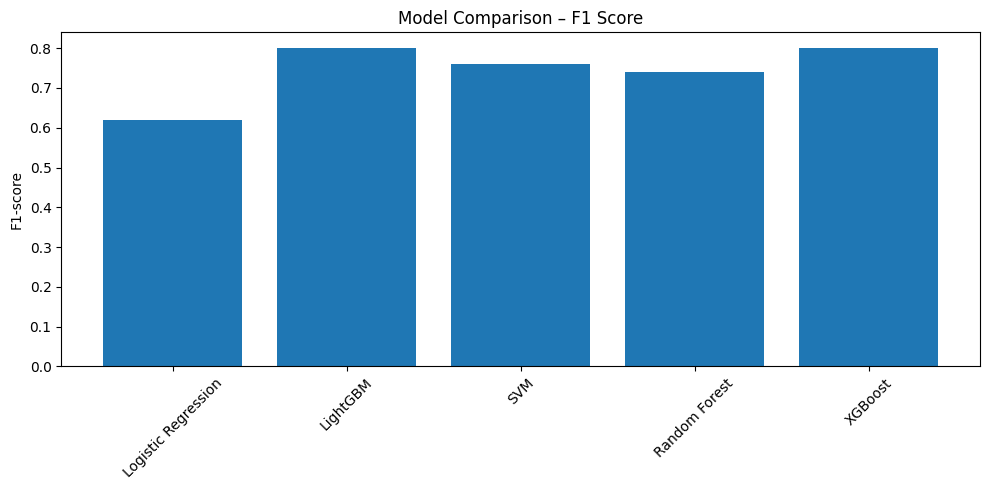 Model Comparison – F1 Score
F1-score
0.8
0.7
0.6
0.5
0.4
0.3
0.2
0.1
0.0
Logistic Regression
LightGBM
SVM
Random Forest
XGBoost